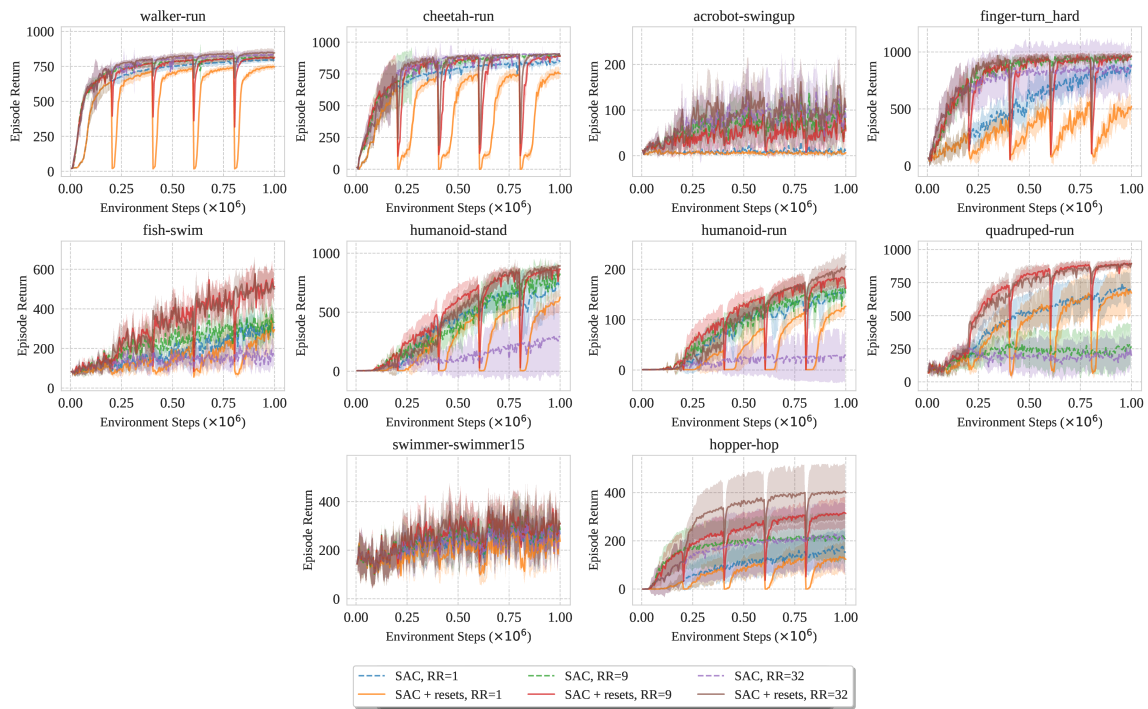 walker-run
cheetah-run
acrobot-swingup
finger-turn_hard
Episode Return
1000
750
500
250
0
0.00 0.25 0.50 0.75 1.00
Environment Steps (×10⁶)
Episode Return
1000
750
500
250
0
0.00 0.25 0.50 0.75 1.00
Environment Steps (×10⁶)
Episode Return
200
100
0
0.00 0.25 0.50 0.75 1.00
Environment Steps (×10⁶)
Episode Return
1000
500
0
0.00 0.25 0.50 0.75 1.00
Environment Steps (×10⁶)
fish-swim
humanoid-stand
humanoid-run
quadruped-run
Episode Return
600
400
200
0
0.00 0.25 0.50 0.75 1.00
Environment Steps (×10⁶)
Episode Return
1000
500
0
0.00 0.25 0.50 0.75 1.00
Environment Steps (×10⁶)
Episode Return
200
100
0
0.00 0.25 0.50 0.75 1.00
Environment Steps (×10⁶)
Episode Return
1000
750
500
250
0
0.00 0.25 0.50 0.75 1.00
Environment Steps (×10⁶)
swimmer-swimmer15
hopper-hop
Episode Return
400
200
0
0.00 0.25 0.50 0.75 1.00
Environment Steps (×10⁶)
Episode Return
400
200
0
0.00 0.25 0.50 0.75 1.00
Environment Steps (×10⁶)
SAC, RR=1
SAC, RR=9
SAC, RR=32
SAC + resets, RR=1
SAC + resets, RR=9
SAC + resets, RR=32